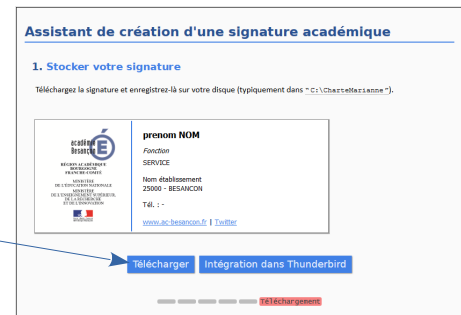 Assistant de création d'une signature académique
1. Stocker votre signature
Téléchargez la signature et enregistrez-là sur votre disque (typiquement dans "C:\CharteMarianne").
académie
Besançon
RÉGION ACADÉMIQUE
BOURGOGNE
FRANCHE-COMTÉ
MINISTÈRE
DE L'ÉDUCATION NATIONALE
MINISTÈRE
DE L'ENSEIGNEMENT SUPÉRIEUR,
DE LA RECHERCHE
ET DE L'INNOVATION
prenom NOM
Fonction
SERVICE
Nom établissement
25000 - BESANCON
Tél. : -
www.ac-besancon.fr | Twitter
Télécharger
Intégration dans Thunderbird
Téléchargement